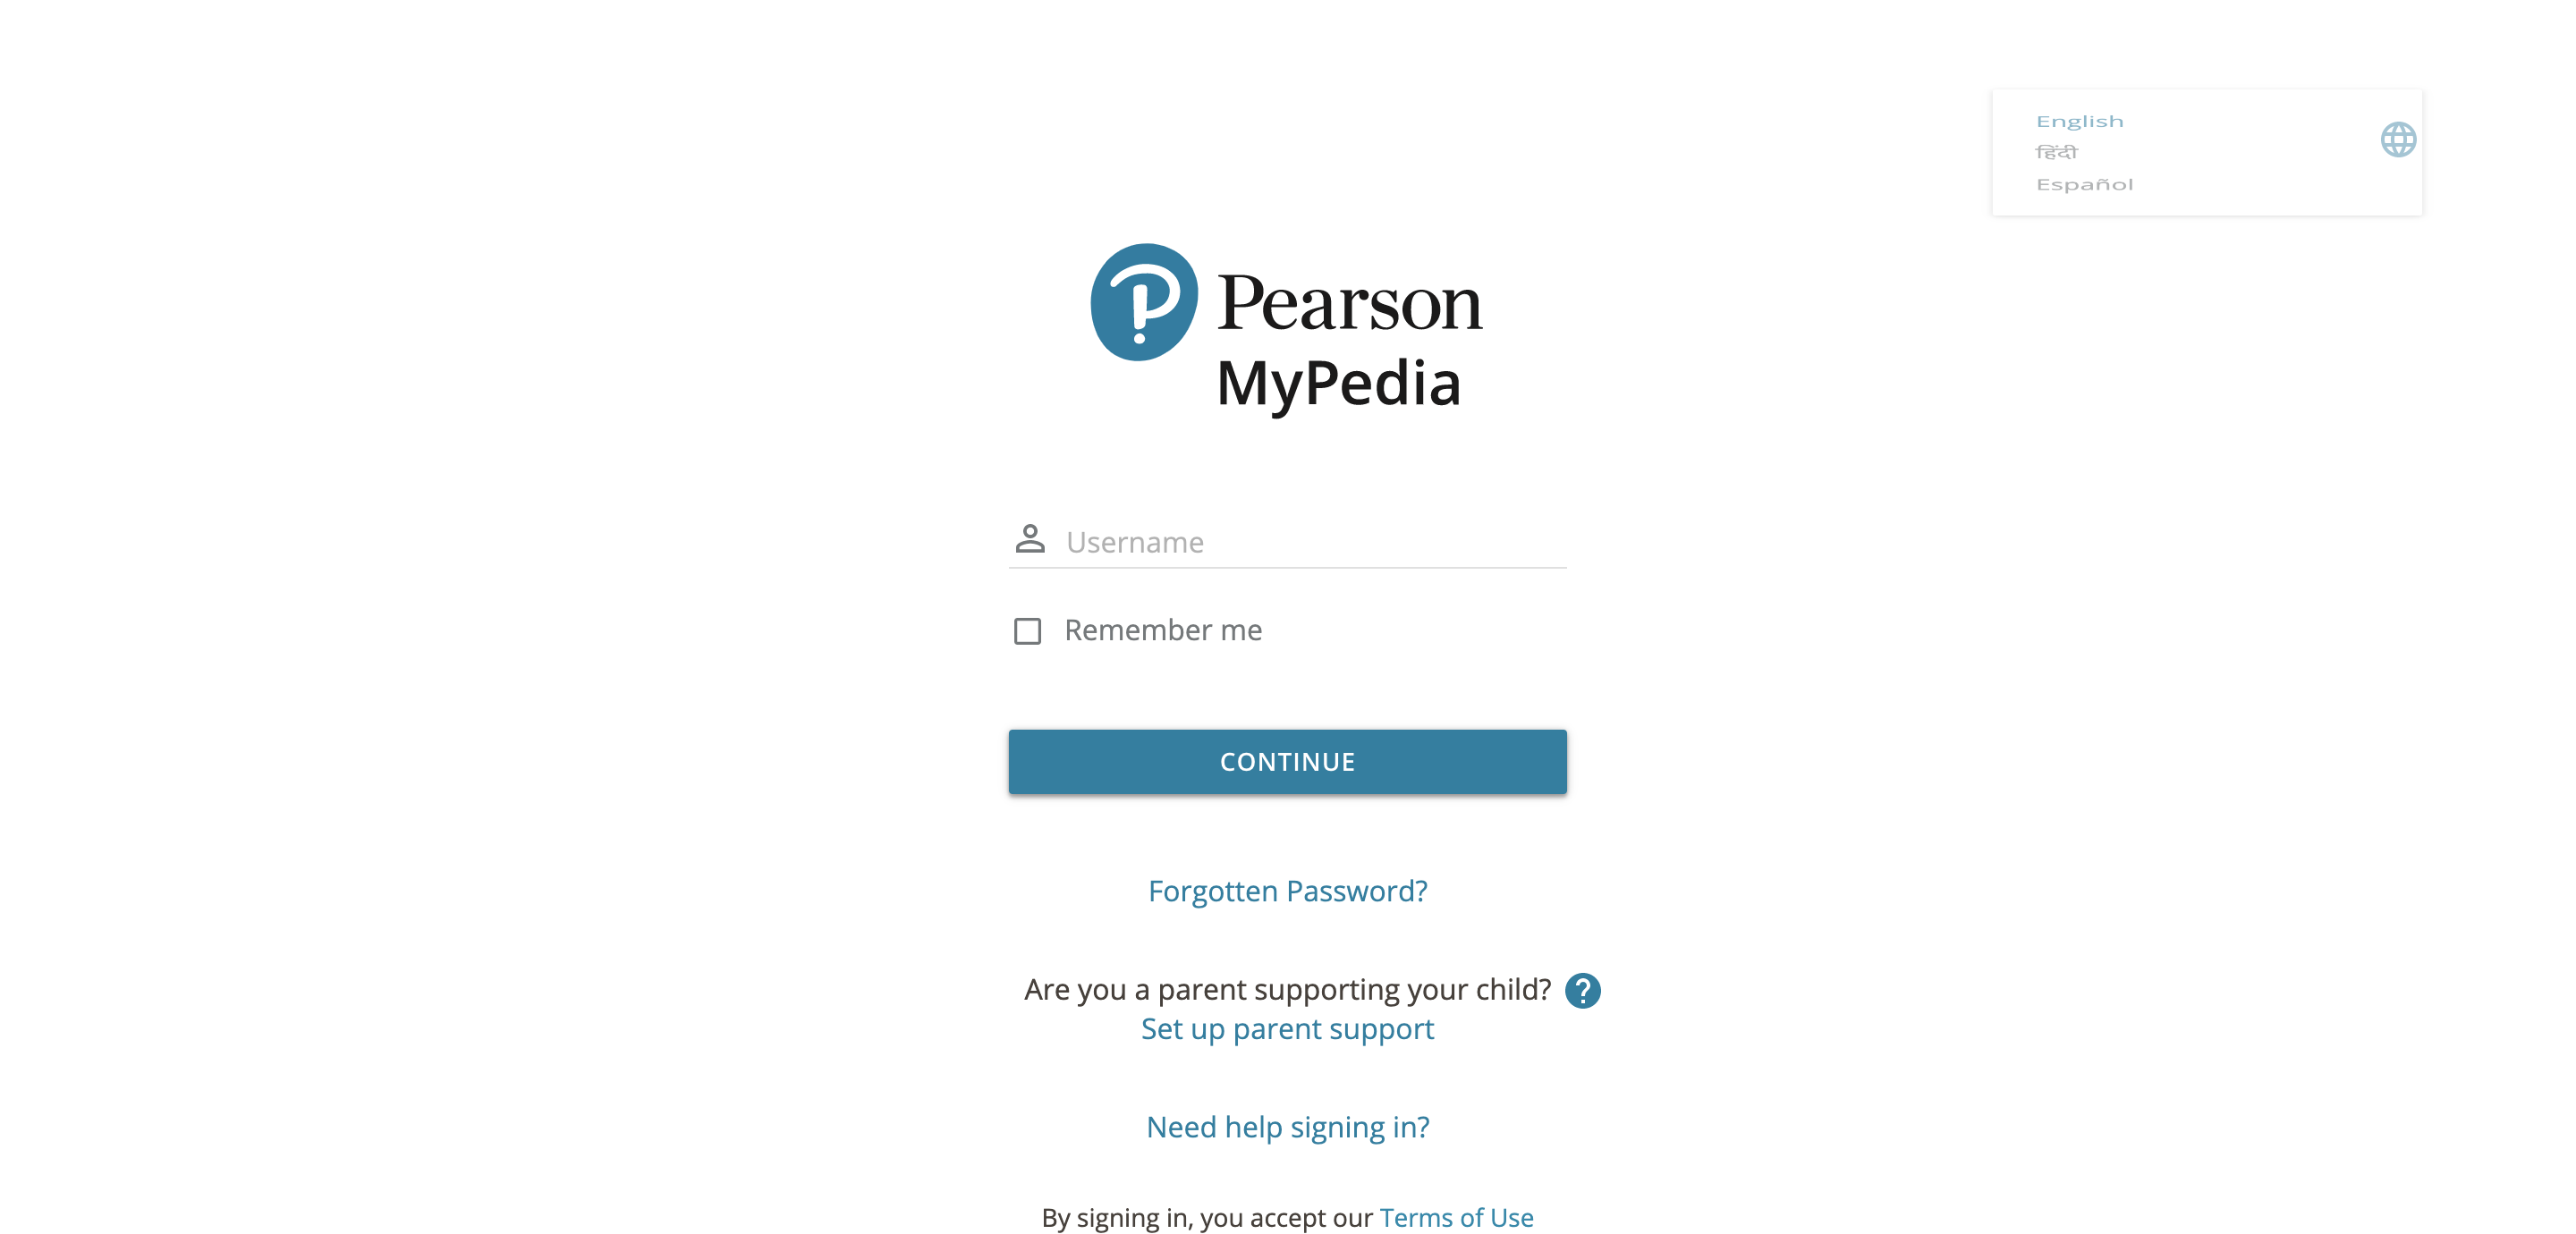 English
हिंदी
Español
Pearson
MyPedia
Username
Remember me
CONTINUE
Forgotten Password?
Are you a parent supporting your child?
Set up parent support
Need help signing in?
By signing in, you accept our Terms of Use